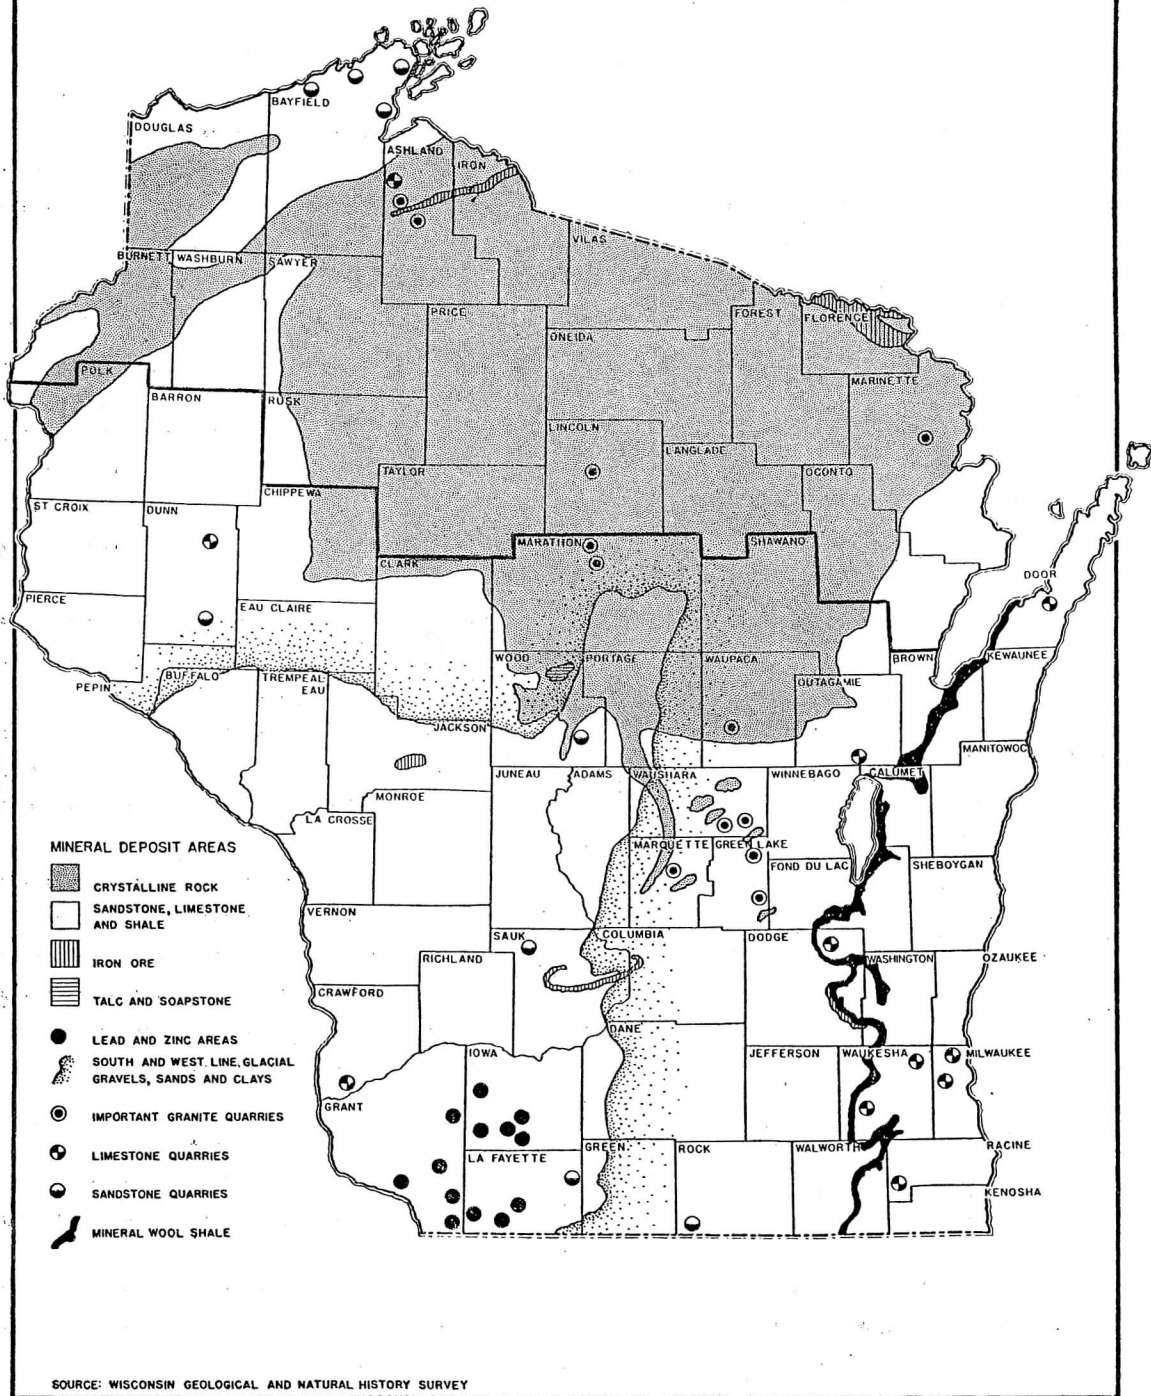 BAYFIELD
DOUGLAS
ASHLAND
IRON
VILAS
BURNETT
WASHBURN
SAWYER
PRICE
FOREST
FLORENCE
ONEIDA
POLK
MARINETTE
BARRON
RUSK
LINCOLN
LANGLADE
TAYLOR
OCONTO
CHIPPEWA
ST CROIX
DUNN
MARATHON
SHAWANO
CLARK
DOOR
PIERCE
EAU CLAIRE
WOOD
PORTAGE
WAUPACA
BROWN
KEWAUNEE
BUFFALO
TREMPEAL-
EAU
PEPIN
OUTAGAMIE
JACKSON
MANITOWOC
JUNEAU
ADAMS
WAUSHARA
WINNEBAGO
CALUMET
MONROE
LA CROSSE
MARQUETTE
GREEN LAKE
FOND DU LAC
SHEBOYGAN
VERNON
SAUK
COLUMBIA
DODGE
RICHLAND
WASHINGTON
OZAUKEE
CRAWFORD
DANE
IOWA
JEFFERSON
WAUKESHA
MILWAUKEE
GRANT
LA FAYETTE
GREEN
ROCK
WALWORTH
RACINE
KENOSHA
MINERAL DEPOSIT AREAS
CRYSTALLINE ROCK
SANDSTONE, LIMESTONE
AND SHALE
IRON ORE
TALC AND SOAPSTONE
LEAD AND ZINC AREAS
SOUTH AND WEST LINE, GLACIAL
GRAVELS, SANDS AND CLAYS
IMPORTANT GRANITE QUARRIES
LIMESTONE QUARRIES
SANDSTONE QUARRIES
MINERAL WOOL SHALE
SOURCE: WISCONSIN GEOLOGICAL AND NATURAL HISTORY SURVEY